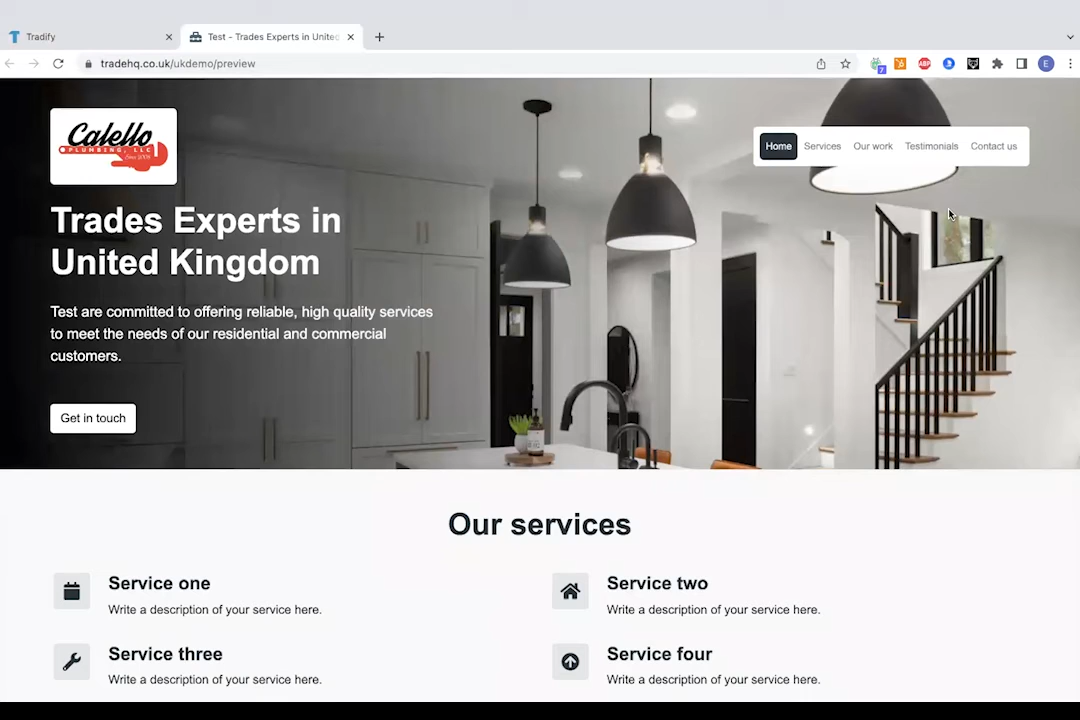 Tradify
Test - Trades Experts in United
tradehq.co.uk/ukdemo/preview
7
ABP
E
Calello
PLUMBING, LLC
Home
Services
Our work
Testimonials
Contact us
Trades Experts in
United Kingdom
Test are committed to offering reliable, high quality services
to meet the needs of our residential and commercial
customers.
Get in touch
Our services
Service one
Write a description of your service here.
Service two
Write a description of your service here.
Service three
Write a description of your service here.
Service four
Write a description of your service here.